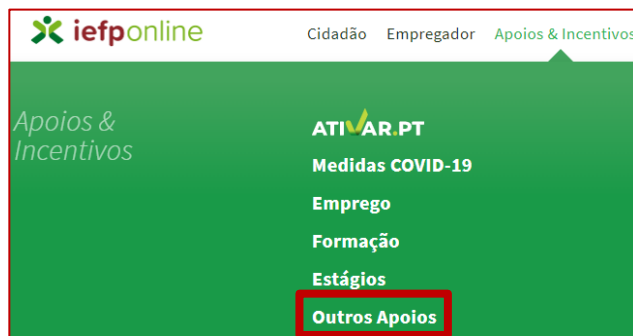 iefponline
Cidadão Empregador Apoios & Incentivos
Apoios &
Incentivos
ATIVAR.PT
Medidas COVID-19
Emprego
Formação
Estágios
Outros Apoios